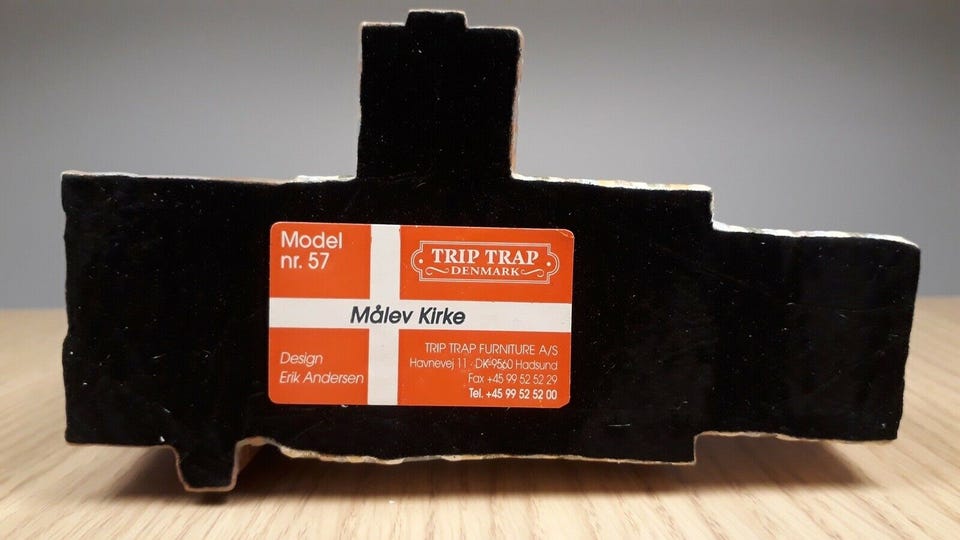 Model
nr. 57
TRIP TRAP
DENMARK
Målev Kirke
Design
Erik Andersen
TRIP TRAP FURNITURE A/S
Havnevej 11 · DK-9560 Hadsund
Fax +45 99 52 52 29
Tel. +45 99 52 52 00